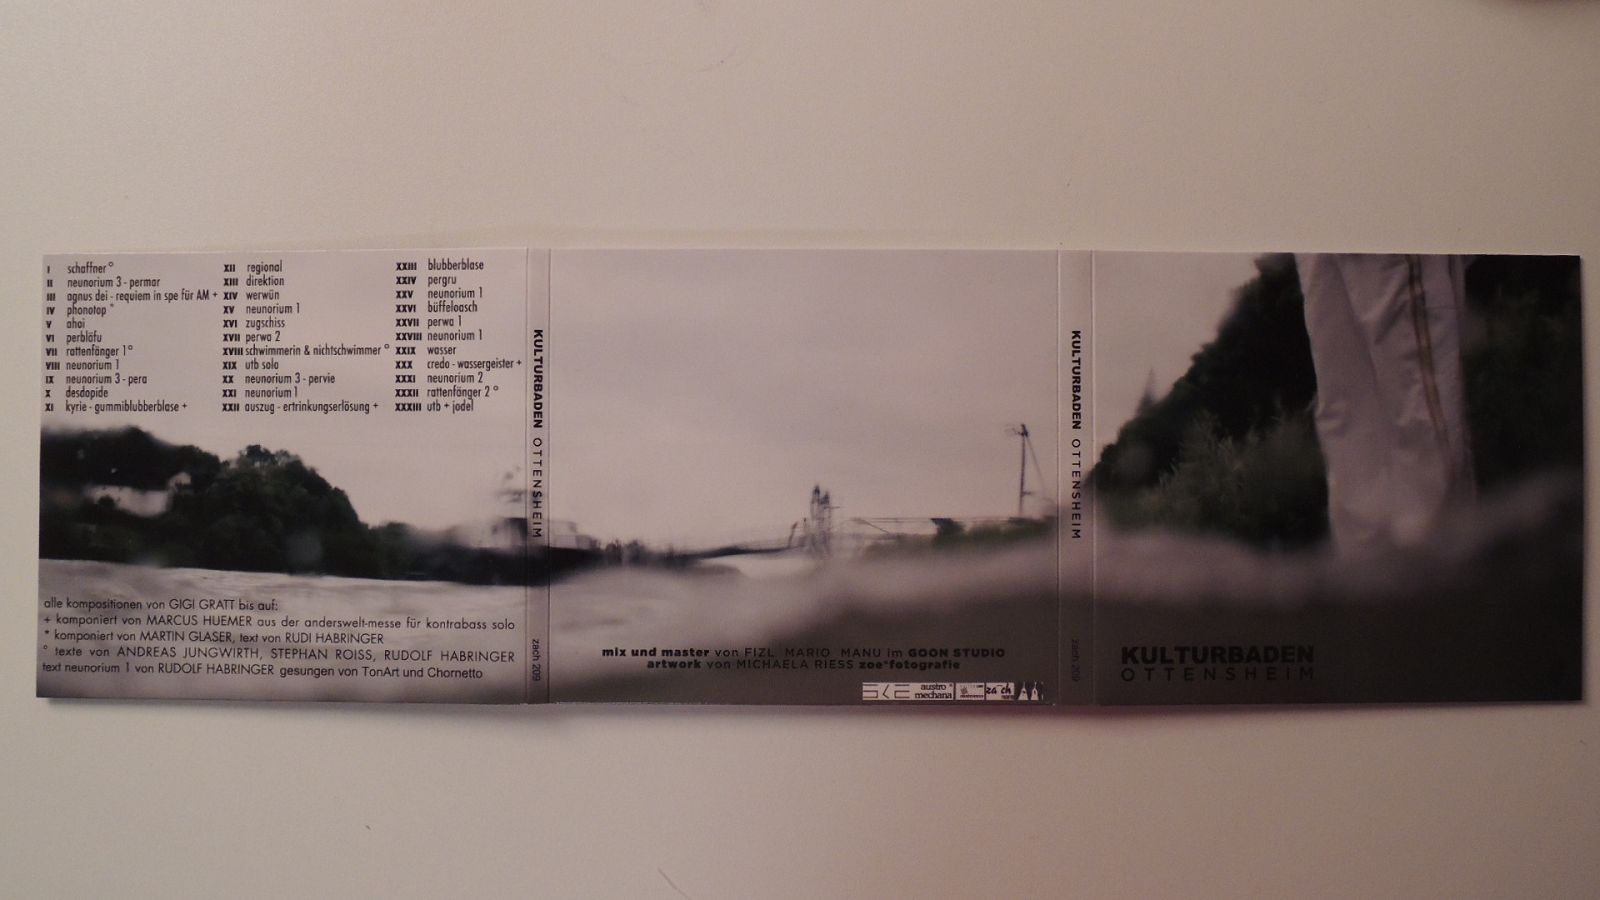 I schaffner°
II neunorium 3 - permar
III agnus dei - requiem in spe für AM +
IV phonotop *
V ahoi
VI perbläfu
VII rattenfänger 1°
VIII neunorium 1
IX neunorium 3 - pera
X desdopide
XI kyrie - gummiblubberblase +
XII regional
XIII direktion
XIV werwün
XV neunorium 1
XVI zugschiss
XVII perwa 2
XVIII schwimmerin & nichtschwimmer °
XIX utb solo
XX neunorium 3 - pervie
XXI neunorium 1
XXII auszug - ertrinkungserlösung +
XXIII blubberblase
XXIV pergru
XXV neunorium 1
XXVI büffeloasch
XXVII perwa 1
XXVIII neunorium 1
XXIX wasser
XXX credo - wassergeister +
XXXI neunorium 2
XXXII rattenfänger 2 °
XXXIII utb + jodel
alle kompositionen von GIGI GRATT bis auf:
+ komponiert von MARCUS HUEMER aus der anderswelt-messe für kontrabass solo
* komponiert von MARTIN GLASER, text von RUDI HABRINGER
° texte von ANDREAS JUNGWIRTH, STEPHAN ROISS, RUDOLF HABRINGER
text neunorium 1 von RUDOLF HABRINGER gesungen von TonArt und Chornetto
KULTURBADEN OTTENSHEIM
zach 209
mix und master von FIZL MARIO MANU im GOON STUDIO
artwork von MICHAELA RIESS zoe*fotografie
SKE
austro
mechana
zach
KULTURBADEN OTTENSHEIM
zach 209
KULTURBADEN
OTTENSHEIM